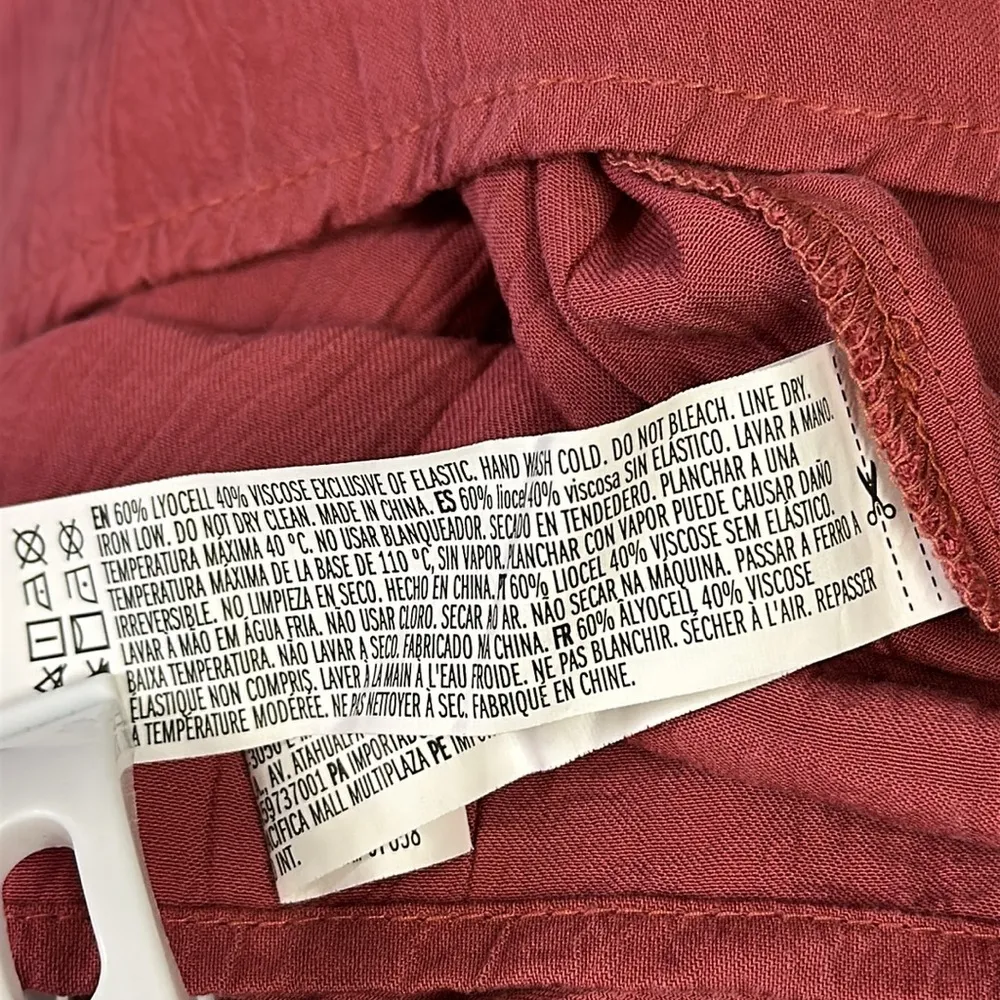 EN 60% LYOCELL 40% VISCOSE EXCLUSIVE OF ELASTIC. HAND WASH COLD. DO NOT BLEACH. LINE DRY.
IRON LOW. DO NOT DRY CLEAN. MADE IN CHINA. ES 60% liocel 40% viscosa SIN ELÁSTICO. LAVAR A MANO.
TEMPERATURA MÁXIMA 40 °C. NO USAR BLANQUEADOR. SECADO EN TENDEDERO. PLANCHAR A UNA
TEMPERATURA MÁXIMA DE LA BASE DE 110 °C, SIN VAPOR. PLANCHAR CON VAPOR PUEDE CAUSAR DAÑO
IRREVERSIBLE. NO LIMPIEZA EN SECO. HECHO EN CHINA. PT 60% LIOCEL 40% VISCOSE SEM ELÁSTICO.
LAVAR À MÃO EM ÁGUA FRIA. NÃO USAR CLORO. SECAR AO AR. NÃO SECAR NA MÁQUINA. PASSAR A FERRO A
BAIXA TEMPERATURA. NÃO LAVAR A SECO. FABRICADO NA CHINA. FR 60% LYOCELL 40% VISCOSE
ÉLASTIQUE NON COMPRIS. LAVER À LA MAIN À L'EAU FROIDE. NE PAS BLANCHIR. SÉCHER À L'AIR. REPASSER
À TEMPÉRATURE MODÉRÉE. NE PAS NETTOYER À SEC. FABRIQUÉ EN CHINE.
AV. ATAHUALPA
59737001 PA IMPORTADO
ACIFICA MALL MULTIPLAZA PE
INT.